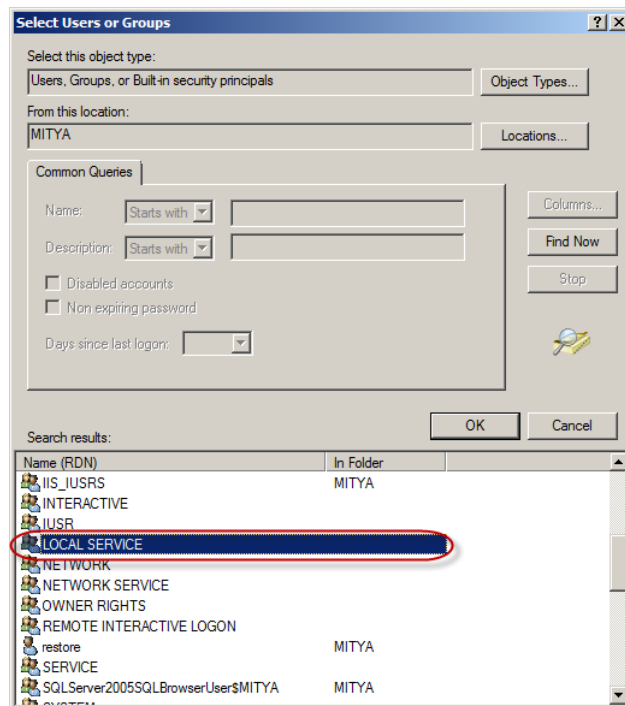 Select Users or Groups
Select this object type:
Users, Groups, or Built-in security principals
Object Types...
From this location:
MITYA
Locations...
Common Queries
Name:
Starts with
Columns...
Description:
Starts with
Find Now
Disabled accounts
Stop
Non expiring password
Days since last logon:
OK
Cancel
Search results:
Name (RDN)
In Folder
IIS_IUSRS
MITYA
INTERACTIVE
IUSR
LOCAL SERVICE
NETWORK
NETWORK SERVICE
OWNER RIGHTS
REMOTE INTERACTIVE LOGON
restore
MITYA
SERVICE
SQLServer2005SQLBrowserUser$MITYA
MITYA
SYSTEM